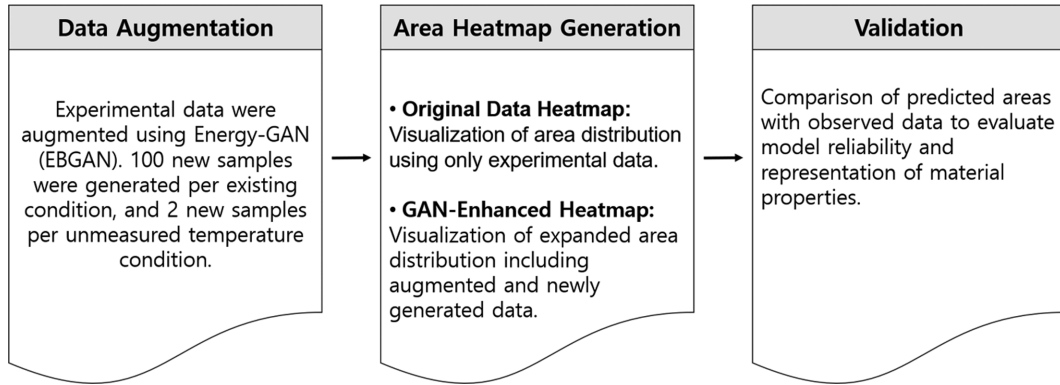 Data Augmentation
Experimental data were
augmented using Energy-GAN
(EBGAN). 100 new samples
were generated per existing
condition, and 2 new samples
per unmeasured temperature
condition.
Area Heatmap Generation
• Original Data Heatmap:
Visualization of area distribution
using only experimental data.
• GAN-Enhanced Heatmap:
Visualization of expanded area
distribution including
augmented and newly
generated data.
Validation
Comparison of predicted areas
with observed data to evaluate
model reliability and
representation of material
properties.